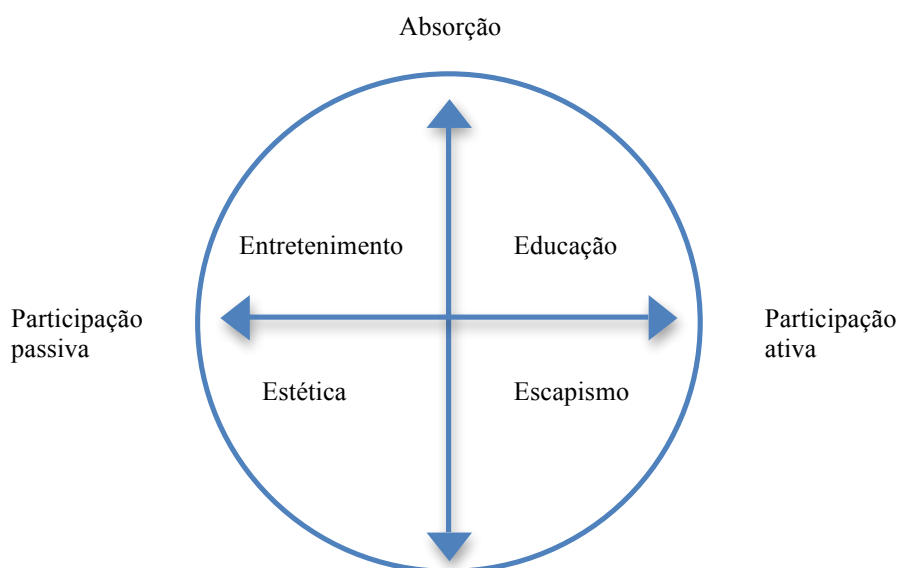 Absorção
Entretenimento
Educação
Participação
passiva
Participação
ativa
Estética
Escapismo